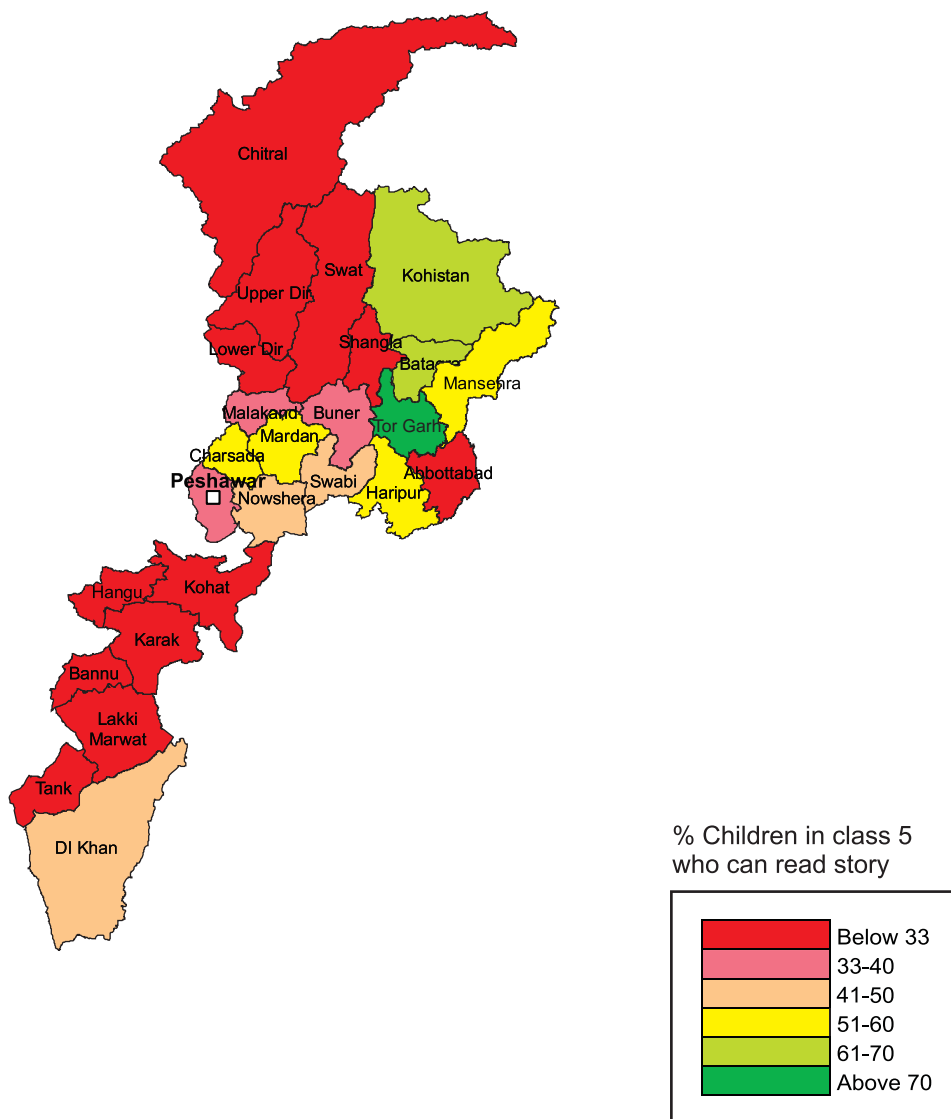 Chitral
Swat
Kohistan
Upper Dir
Shangla
Lower Dir
Batagra
Mansehra
Malakand
Buner
Tor Garh
Mardan
Charsada
Abbottabad
Peshawar
Swabi
Haripur
Nowshera
Kohat
Hangu
Karak
Bannu
Lakki
Marwat
Tank
DI Khan
% Children in class 5
who can read story
Below 33
33-40
41-50
51-60
61-70
Above 70